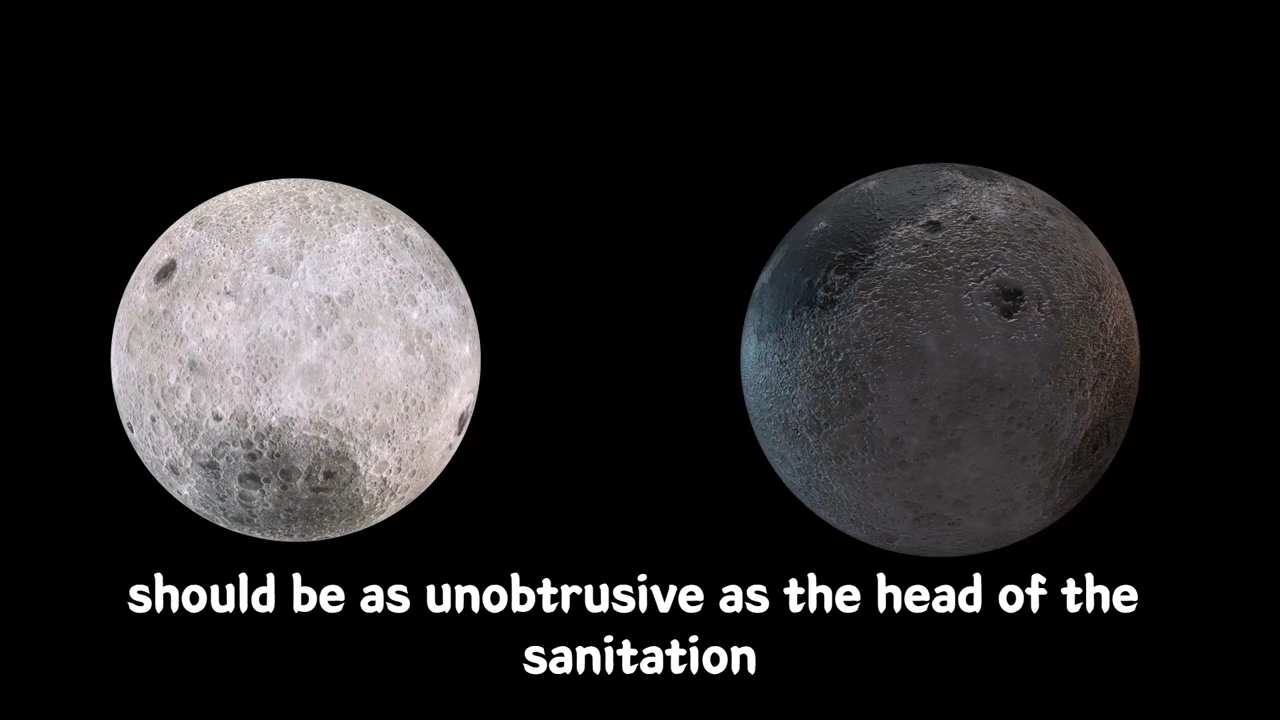 should be as unobtrusive as the head of the
sanitation